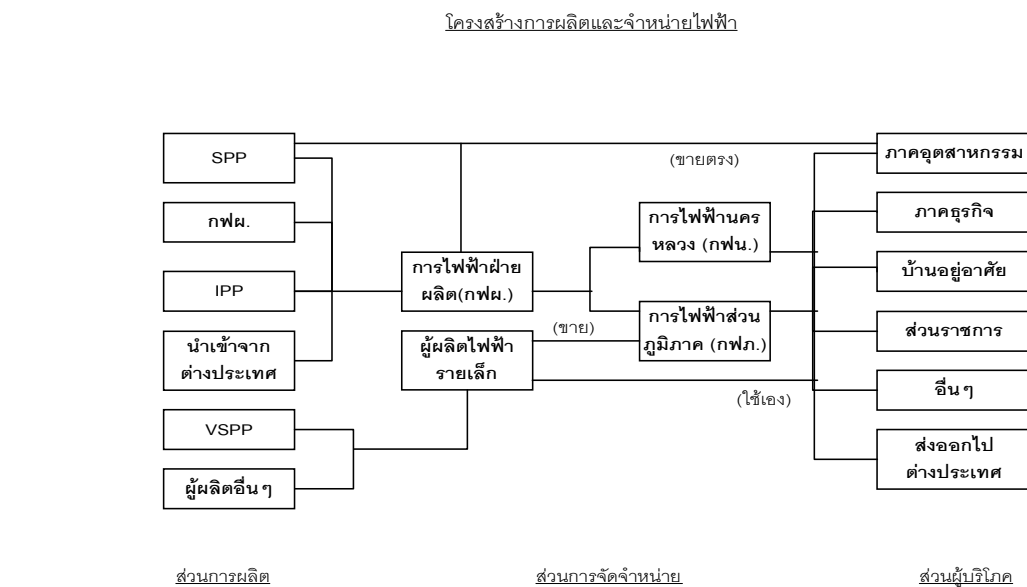 โครงสร้างการผลิตและจำหน่ายไฟฟ้า
SPP
กฟผ.
IPP
นำเข้าจาก
ต่างประเทศ
VSPP
ผู้ผลิตอื่นๆ
การไฟฟ้าฝ่าย
ผลิต(กฟผ.)
ผู้ผลิตไฟฟ้า
รายเล็ก
(ขายตรง)
การไฟฟ้านคร
หลวง (กฟน.)
(ขาย)
การไฟฟ้าส่วน
ภูมิภาค (กฟภ.)
(ใช้เอง)
ภาคอุตสาหกรรม
ภาคธุรกิจ
บ้านอยู่อาศัย
ส่วนราชการ
อื่นๆ
ส่งออกไป
ต่างประเทศ
ส่วนการผลิต
ส่วนการจัดจำหน่าย
ส่วนผู้บริโภค